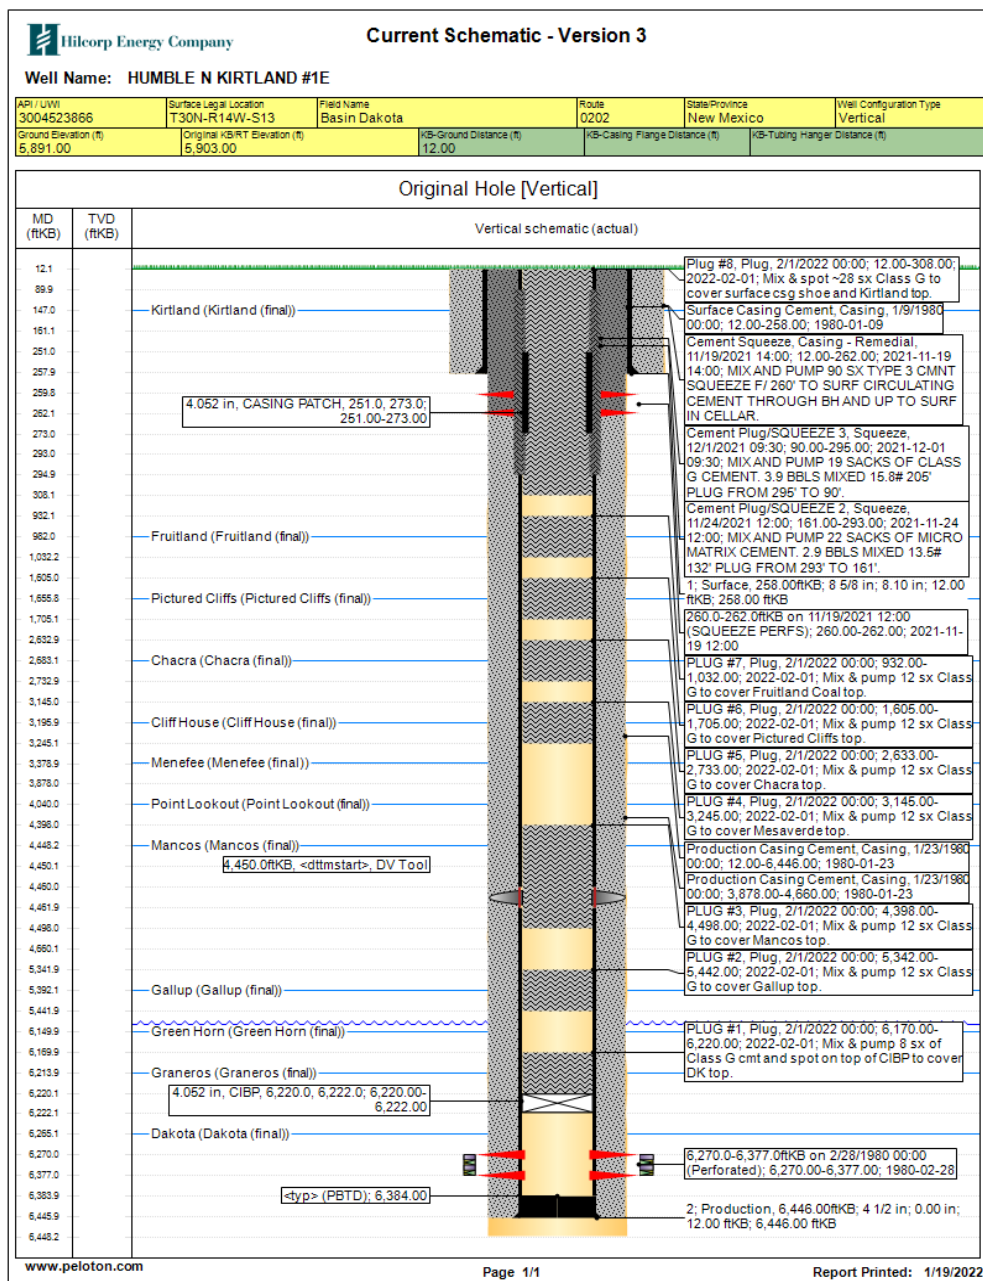 Hilcorp Energy Company
Current Schematic - Version 3
Well Name: HUMBLE N KIRTLAND #1E
API / UWI
3004523866
Surface Legal Location
T30N-R14W-S13
Field Name
Basin Dakota
Route
0202
State/Province
New Mexico
Well Configuration Type
Vertical
Ground Elevation (ft)
5,891.00
Original KB/RT Elevation (ft)
5,903.00
KB-Ground Distance (ft)
12.00
KB-Casing Flange Distance (ft)
KB-Tubing Hanger Distance (ft)
Original Hole [Vertical]
MD
(ftKB)
TVD
(ftKB)
Vertical schematic (actual)
12.1
89.9
147.0
161.1
251.0
257.9
259.8
262.1
273.0
293.0
294.9
308.1
932.1
982.0
1,032.2
1,605.0
1,655.8
1,705.1
2,632.9
2,683.1
2,732.9
3,145.0
3,195.9
3,245.1
3,378.9
3,878.0
4,040.0
4,398.0
4,448.2
4,450.1
4,460.0
4,461.9
4,498.0
4,660.1
5,341.9
5,392.1
5,441.9
6,149.9
6,169.9
6,213.9
6,220.1
6,222.1
6,265.1
6,270.0
6,377.0
6,383.9
6,445.9
6,448.2
Kirtland (Kirtland (final))
4.052 in, CASING PATCH, 251.0, 273.0;
251.00-273.00
Fruitland (Fruitland (final))
Pictured Cliffs (Pictured Cliffs (final))
Chacra (Chacra (final))
Cliff House (Cliff House (final))
Menefee (Menefee (final))
Point Lookout (Point Lookout (final))
Mancos (Mancos (final))
4,450.0ftKB, <dttmstart>, DV Tool
Gallup (Gallup (final))
Green Horn (Green Horn (final))
Graneros (Graneros (final))
4.052 in, CIBP, 6,220.0, 6,222.0; 6,220.00-
6,222.00
Dakota (Dakota (final))
<typ> (PBTD); 6,384.00
Plug #8, Plug, 2/1/2022 00:00; 12.00-308.00;
2022-02-01; Mix & spot ~28 sx Class G to
cover surface csg shoe and Kirtland top.
Surface Casing Cement, Casing, 1/9/1980
00:00; 12.00-258.00; 1980-01-09
Cement Squeeze, Casing - Remedial,
11/19/2021 14:00; 12.00-262.00; 2021-11-19
14:00; MIX AND PUMP 90 SX TYPE 3 CMNT
SQUEEZE F/ 260' TO SURF CIRCULATING
CEMENT THROUGH BH AND UP TO SURF
IN CELLAR.
Cement Plug/SQUEEZE 3, Squeeze,
12/1/2021 09:30; 90.00-295.00; 2021-12-01
09:30; MIX AND PUMP 19 SACKS OF CLASS
G CEMENT. 3.9 BBLS MIXED 15.8# 205'
PLUG FROM 295' TO 90'.
Cement Plug/SQUEEZE 2, Squeeze,
11/24/2021 12:00; 161.00-293.00; 2021-11-24
12:00; MIX AND PUMP 22 SACKS OF MICRO
MATRIX CEMENT. 2.9 BBLS MIXED 13.5#
132' PLUG FROM 293' TO 161'.
1; Surface, 258.00ftKB; 8 5/8 in; 8.10 in; 12.00
ftKB; 258.00 ftKB
260.0-262.0ftKB on 11/19/2021 12:00
(SQUEEZE PERFS); 260.00-262.00; 2021-11-
19 12:00
PLUG #7, Plug, 2/1/2022 00:00; 932.00-
1,032.00; 2022-02-01; Mix & pump 12 sx Class
G to cover Fruitland Coal top.
PLUG #6, Plug, 2/1/2022 00:00; 1,605.00-
1,705.00; 2022-02-01; Mix & pump 12 sx Class
G to cover Pictured Cliffs top.
PLUG #5, Plug, 2/1/2022 00:00; 2,633.00-
2,733.00; 2022-02-01; Mix & pump 12 sx Class
G to cover Chacra top.
PLUG #4, Plug, 2/1/2022 00:00; 3,145.00-
3,245.00; 2022-02-01; Mix & pump 12 sx Class
G to cover Mesaverde top.
Production Casing Cement, Casing, 1/23/1980
00:00; 12.00-6,446.00; 1980-01-23
Production Casing Cement, Casing, 1/23/1980
00:00; 3,878.00-4,660.00; 1980-01-23
PLUG #3, Plug, 2/1/2022 00:00; 4,398.00-
4,498.00; 2022-02-01; Mix & pump 12 sx Class
G to cover Mancos top.
PLUG #2, Plug, 2/1/2022 00:00; 5,342.00-
5,442.00; 2022-02-01; Mix & pump 12 sx Class
G to cover Gallup top.
PLUG #1, Plug, 2/1/2022 00:00; 6,170.00-
6,220.00; 2022-02-01; Mix & pump 8 sx of
Class G cmt and spot on top of CIBP to cover
DK top.
6,270.0-6,377.0ftKB on 2/28/1980 00:00
(Perforated); 6,270.00-6,377.00; 1980-02-28
2; Production, 6,446.00ftKB; 4 1/2 in; 0.00 in;
12.00 ftKB; 6,446.00 ftKB
www.peloton.com
Page 1/1
Report Printed: 1/19/2022